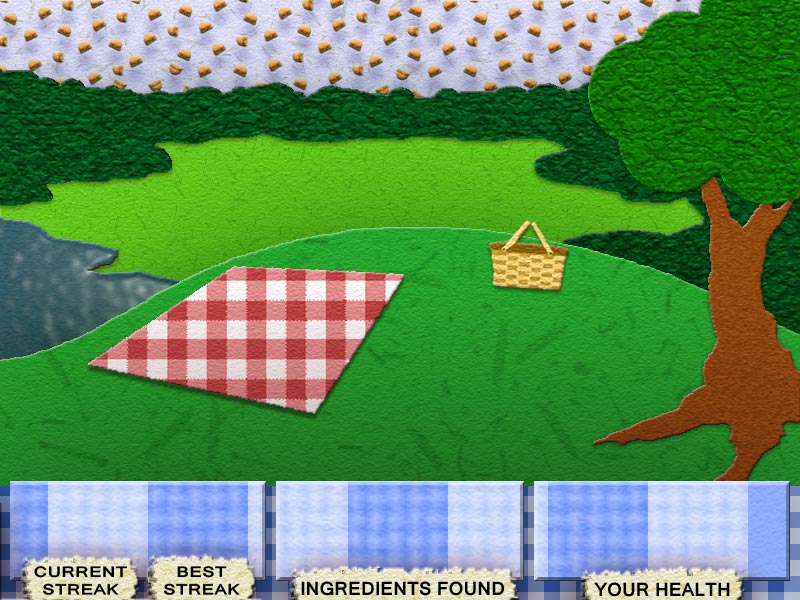 CURRENT
STREAK
BEST
STREAK
INGREDIENTS FOUND
YOUR HEALTH